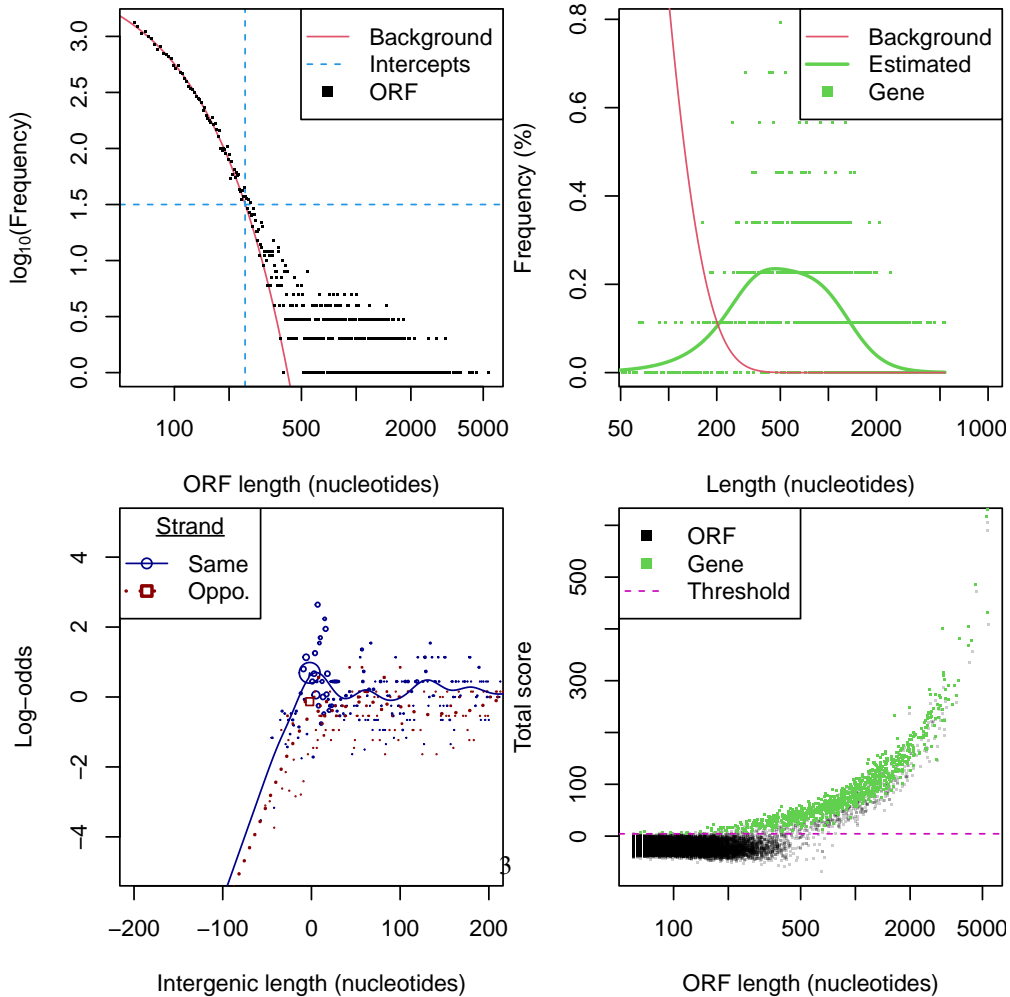 Background
Intercepts
ORF
log10(Frequency)
3.0
2.5
2.0
1.5
1.0
0.5
0.0
100
500
2000
5000
ORF length (nucleotides)
Background
Estimated
Gene
Frequency (%)
0.8
0.6
0.4
0.2
0.0
50
200
500
2000
1000
Length (nucleotides)
Strand
Same
Oppo.
Log−odds
4
2
0
−2
−4
−200
−100
0
100
200
Intergenic length (nucleotides)
3
ORF
Gene
Threshold
Total score
500
300
100
0
100
500
2000
5000
ORF length (nucleotides)